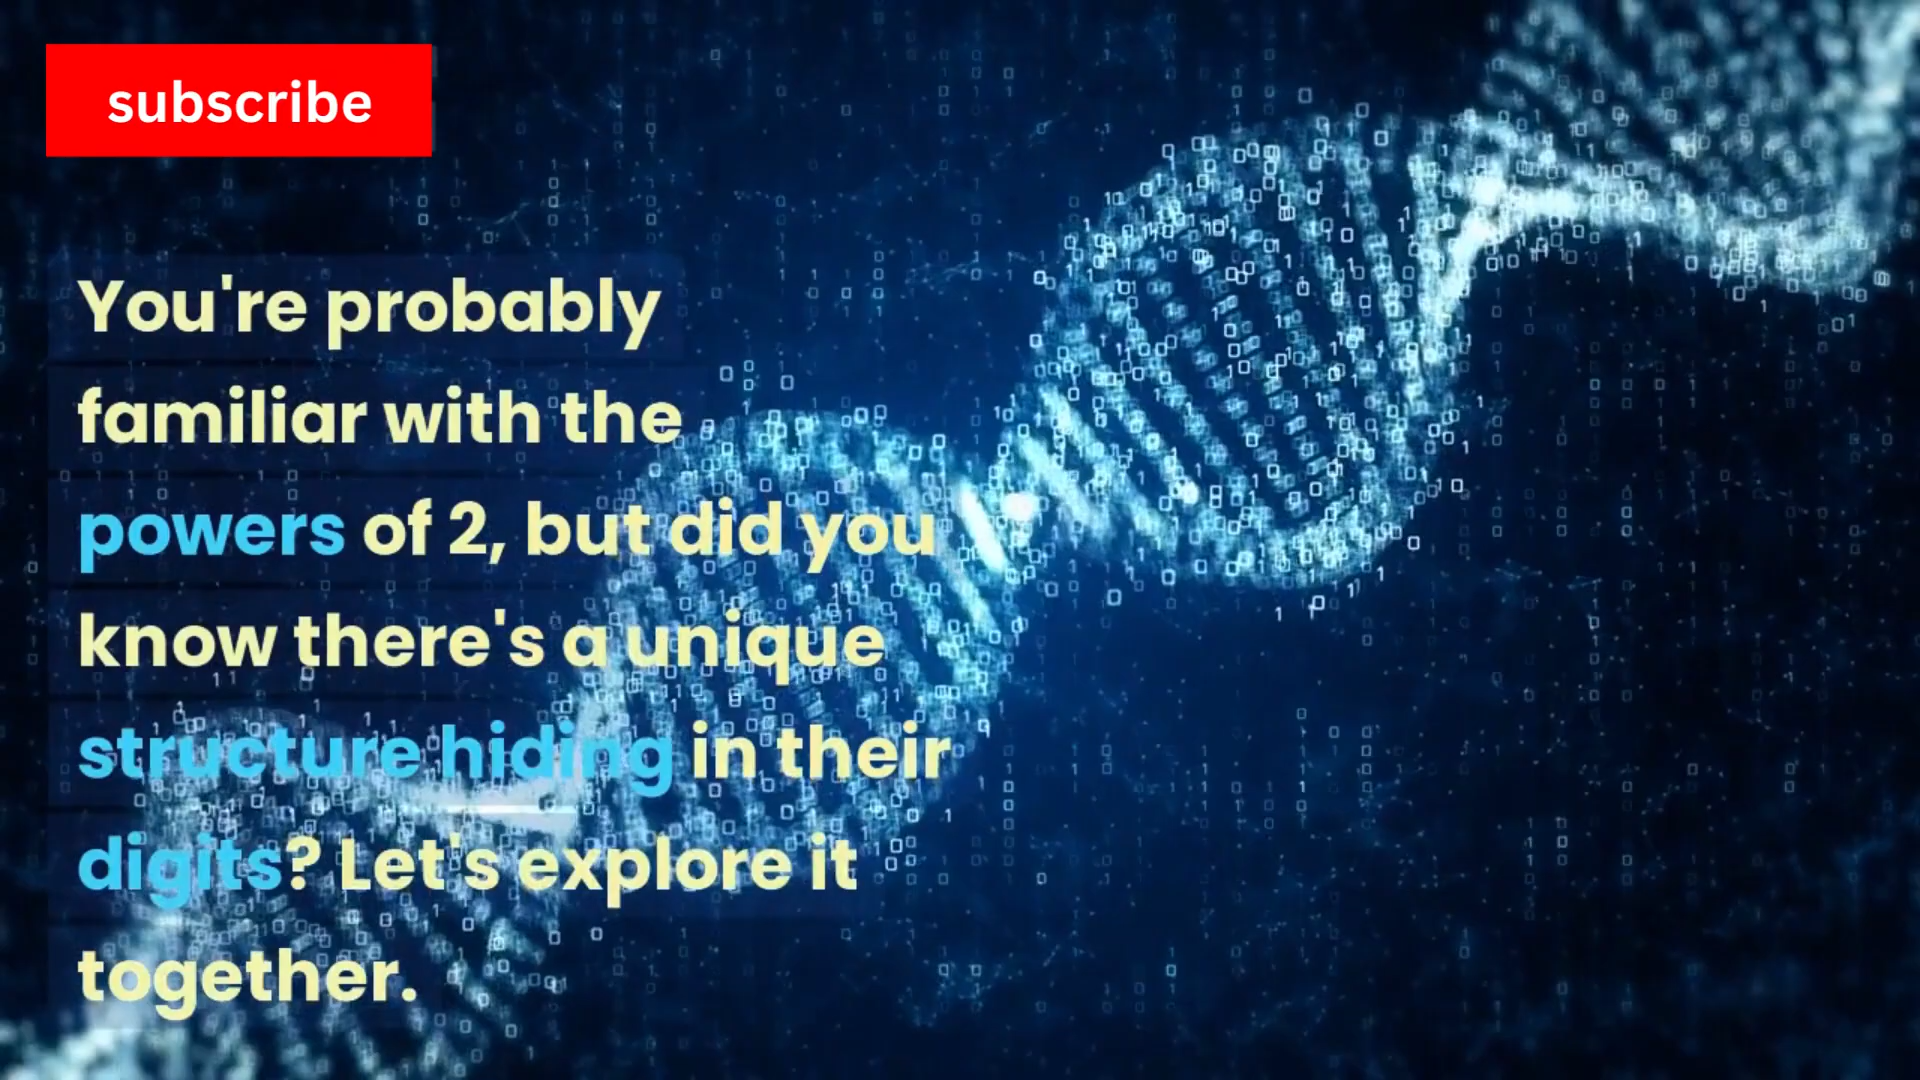 subscribe
You're probably
familiar with the
powers of 2, but did you
know there's a unique
structure hiding in their
digits? Let's explore it
together.